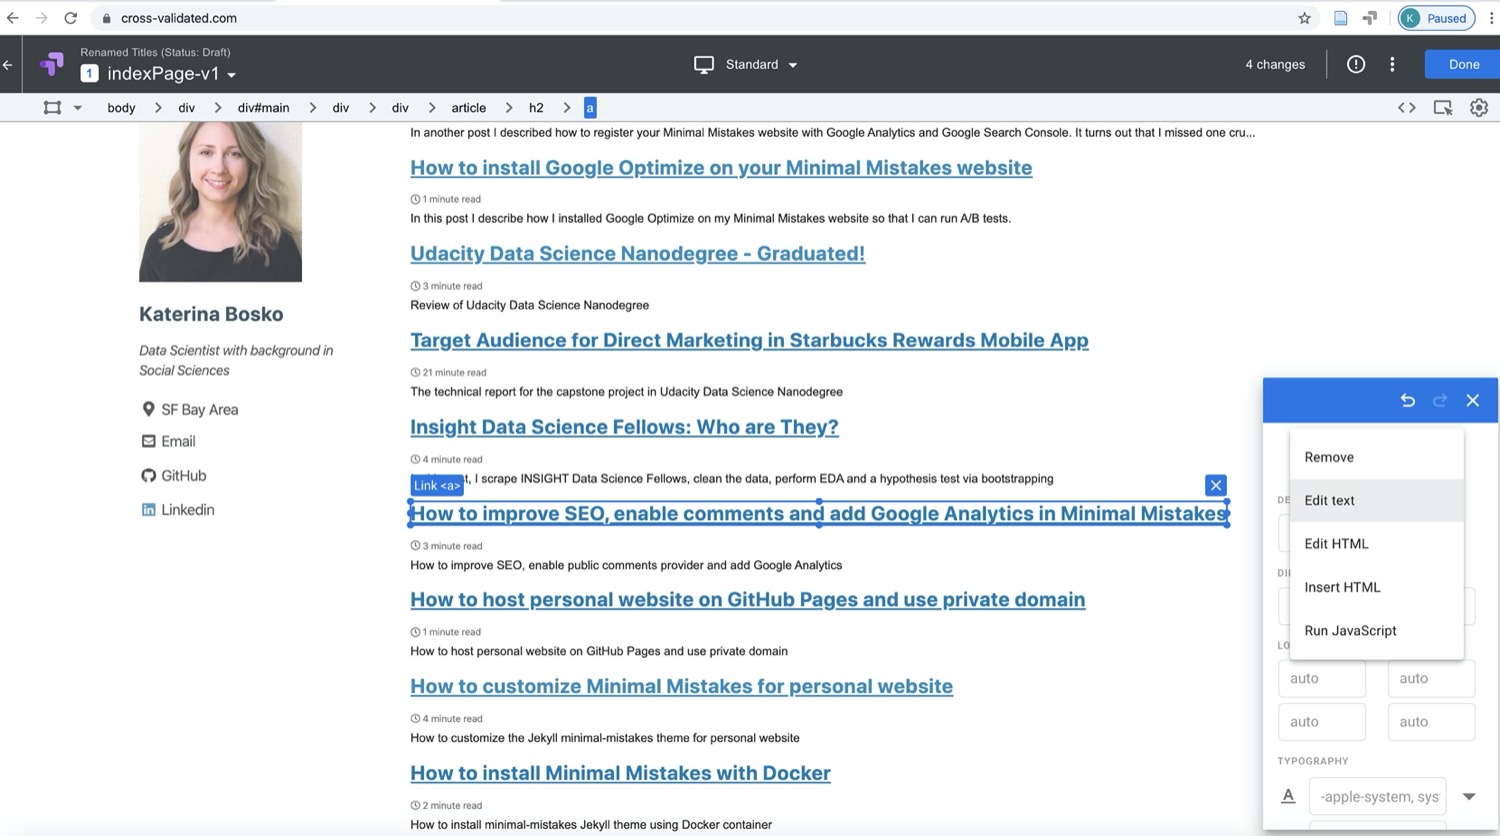 cross-validated.com
K Paused
Renamed Titles (Status: Draft)
1 indexPage-v1
Standard
4 changes
Done
body > div > div#main > div > div > article > h2 > a
In another post I described how to register your Minimal Mistakes website with Google Analytics and Google Search Console. It turns out that I missed one cru...
How to install Google Optimize on your Minimal Mistakes website
1 minute read
In this post I describe how I installed Google Optimize on my Minimal Mistakes website so that I can run A/B tests.
Udacity Data Science Nanodegree - Graduated!
3 minute read
Review of Udacity Data Science Nanodegree
Katerina Bosko
Data Scientist with background in
Social Sciences
SF Bay Area
Email
GitHub
Linkedin
Target Audience for Direct Marketing in Starbucks Rewards Mobile App
21 minute read
The technical report for the capstone project in Udacity Data Science Nanodegree
Insight Data Science Fellows: Who are They?
4 minute read
t, I scrape INSIGHT Data Science Fellows, clean the data, perform EDA and a hypothesis test via bootstrapping
Link <a>
How to improve SEO, enable comments and add Google Analytics in Minimal Mistakes
3 minute read
How to improve SEO, enable public comments provider and add Google Analytics
How to host personal website on GitHub Pages and use private domain
1 minute read
How to host personal website on GitHub Pages and use private domain
How to customize Minimal Mistakes for personal website
4 minute read
How to customize the Jekyll minimal-mistakes theme for personal website
How to install Minimal Mistakes with Docker
2 minute read
How to install minimal-mistakes Jekyll theme using Docker container
Remove
Edit text
Edit HTML
Insert HTML
Run JavaScript
DE
DI
LO
auto auto
auto auto
TYPOGRAPHY
A -apple-system, sys